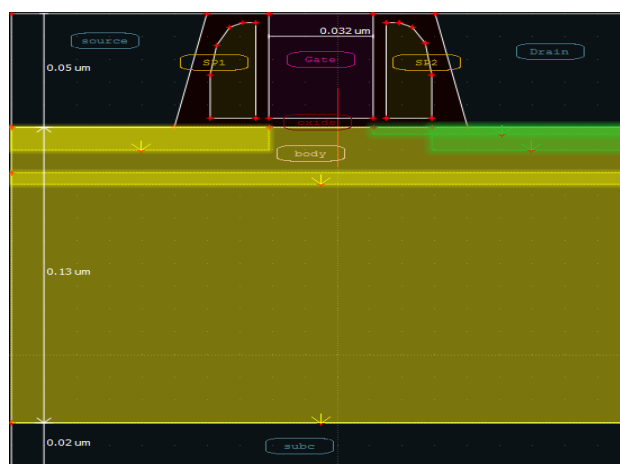 0.032 um
source
Drain
SP1
Gate
SP2
0.05 um
oxide
body
0.13 um
0.02 um
subc